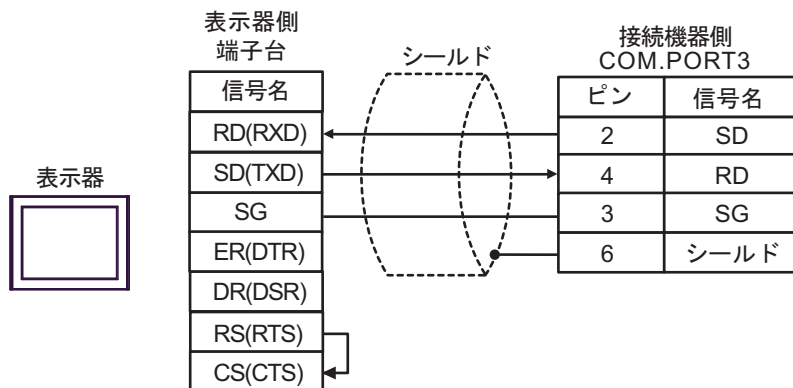 表示器
表示器側
端子台
信号名
RD(RXD)
SD(TXD)
SG
ER(DTR)
DR(DSR)
RS(RTS)
CS(CTS)
シールド
接続機器側
COM.PORT3
ピン 信号名
2 SD
4 RD
3 SG
6 シールド